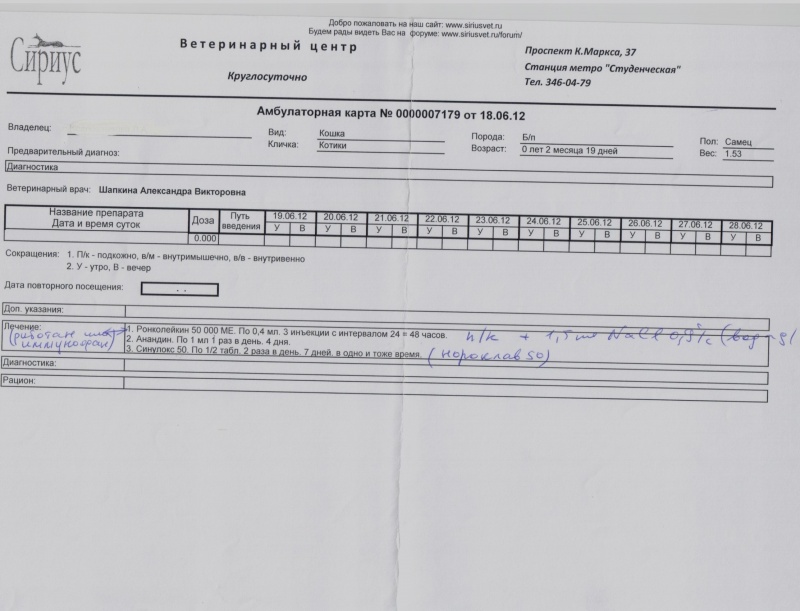 Добро пожаловать на наш сайт: www.siriusvet.ru
Будем рады видеть Вас на форуме: www.siriusvet.ru/forum/
Сириус
Ветеринарный центр
Круглосуточно
Проспект К.Маркса, 37
Станция метро "Студенческая"
Тел. 346-04-79
Амбулаторная карта № 0000007179 от 18.06.12
Владелец: Вид: Кошка Порода: Б/п Пол: Самец
Кличка: Котики Возраст: 0 лет 2 месяца 19 дней Вес: 1.53
Предварительный диагноз:
Диагностика
Ветеринарный врач: Шапкина Александра Викторовна
Название препарата Дата и время суток Доза Путь введения 19.06.12 20.06.12 21.06.12 22.06.12 23.06.12 24.06.12 25.06.12 26.06.12 27.06.12 28.06.12
У В У В У В У В У В У В У В У В У В У В
0.000
Сокращения: 1. П/к - подкожно, в/м - внутримышечно, в/в - внутривенно
2. У - утро, В - вечер
Дата повторного посещения: . .
Доп. указания:
Лечение: 1. Ронколейкин 50 000 МЕ. По 0,4 мл. 3 инъекции с интервалом 24 = 48 часов. п/к + 1,5 мл NaCl 0,9%
2. Анандин. По 1 мл 1 раз в день. 4 дня.
3. Синулокс 50. По 1/2 табл. 2 раза в день. 7 дней. в одно и тоже время. (Нороклав 50)
иммунофан)
Диагностика:
Рацион: